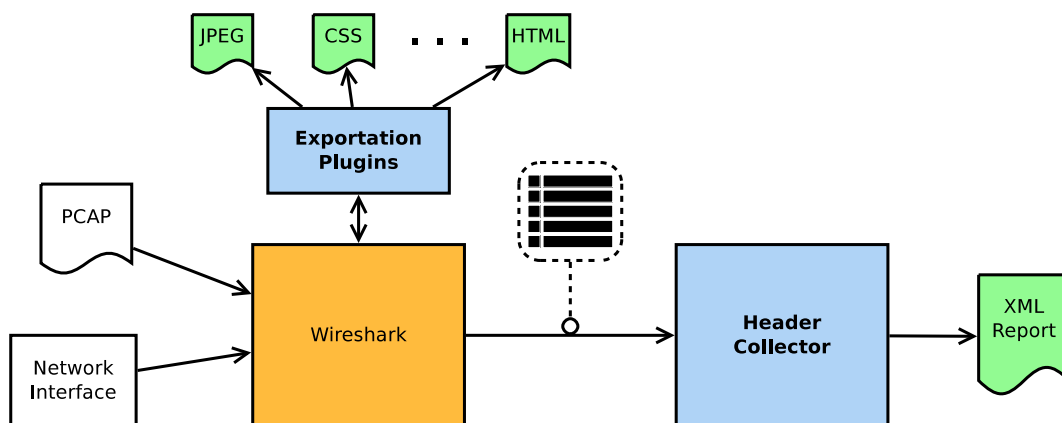 JPEG
CSS
. . .
HTML
Exportation
Plugins
PCAP
Wireshark
Network
Interface
Header
Collector
XML
Report